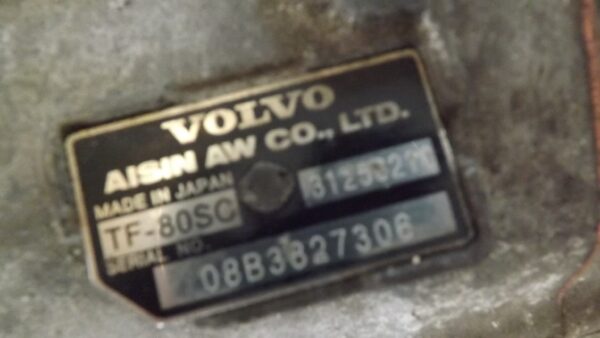 VOLVO
AISIN AW CO., LTD.
MADE IN JAPAN
TF-80SC
SERIAL NO.
08B3827306